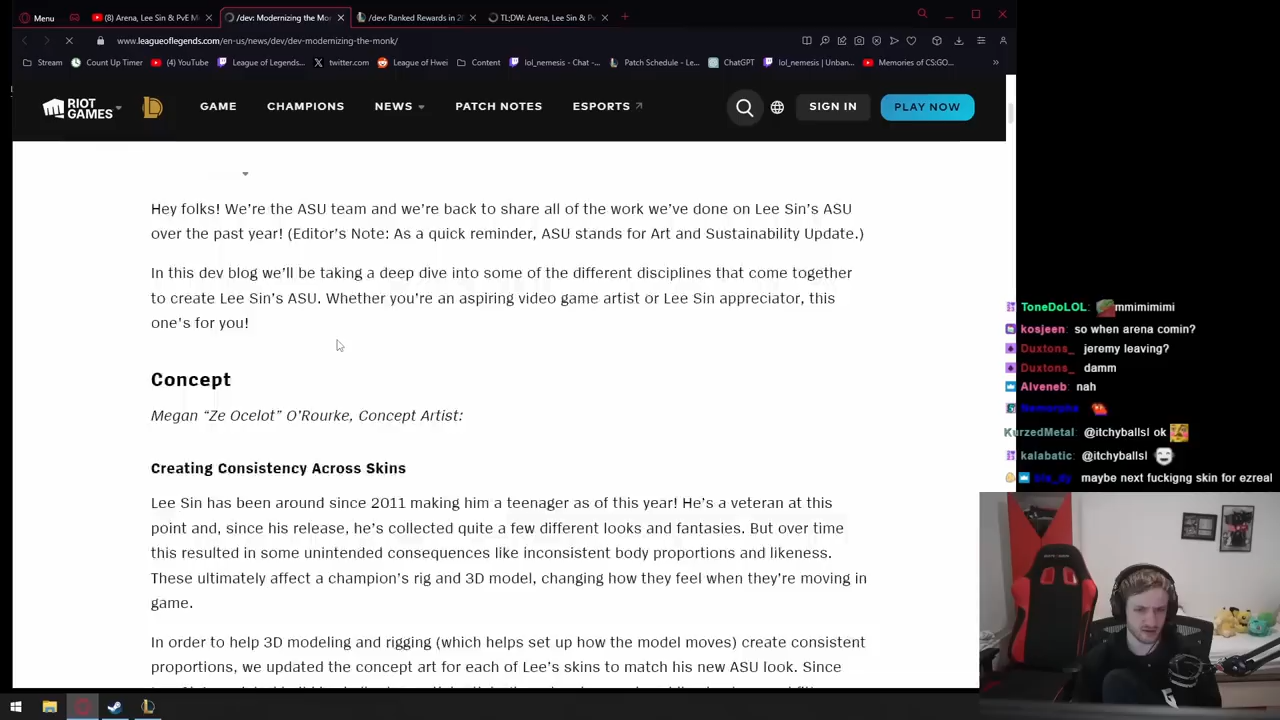 Menu
(8) Arena, Lee Sin & PvE M
/dev: Modernizing the Mo
/dev: Ranked Rewards in 2
TL;DW: Arena, Lee Sin & Pv
www.leagueoflegends.com/en-us/news/dev/dev-modernizing-the-monk/
Stream
Count Up Timer
(4) YouTube
League of Legends...
twitter.com
League of Hwei
Content
lol_nemesis - Chat -...
Patch Schedule - Le...
ChatGPT
lol_nemesis | Unban...
Memories of CS:GO...
RIOT GAMES
GAME
CHAMPIONS
NEWS
PATCH NOTES
ESPORTS
SIGN IN
PLAY NOW
Hey folks! We're the ASU team and we're back to share all of the work we've done on Lee Sin's ASU
over the past year! (Editor's Note: As a quick reminder, ASU stands for Art and Sustainability Update.)
In this dev blog we'll be taking a deep dive into some of the different disciplines that come together
to create Lee Sin's ASU. Whether you're an aspiring video game artist or Lee Sin appreciator, this
one's for you!
Concept
Megan "Ze Ocelot" O'Rourke, Concept Artist:
Creating Consistency Across Skins
Lee Sin has been around since 2011 making him a teenager as of this year! He's a veteran at this
point and, since his release, he's collected quite a few different looks and fantasies. But over time
this resulted in some unintended consequences like inconsistent body proportions and likeness.
These ultimately affect a champion's rig and 3D model, changing how they feel when they're moving in
game.
In order to help 3D modeling and rigging (which helps set up how the model moves) create consistent
proportions, we updated the concept art for each of Lee's skins to match his new ASU look. Since
ToneDoLOL: mmimimimi
kosjeen: so when arena comin?
Duxtons_ jeremy leaving?
Duxtons_ damm
Alveneb: nah
KurzedMetal: @itchyballsl ok
kalabatic: @itchyballsl
maybe next fuckigng skin for ezreal